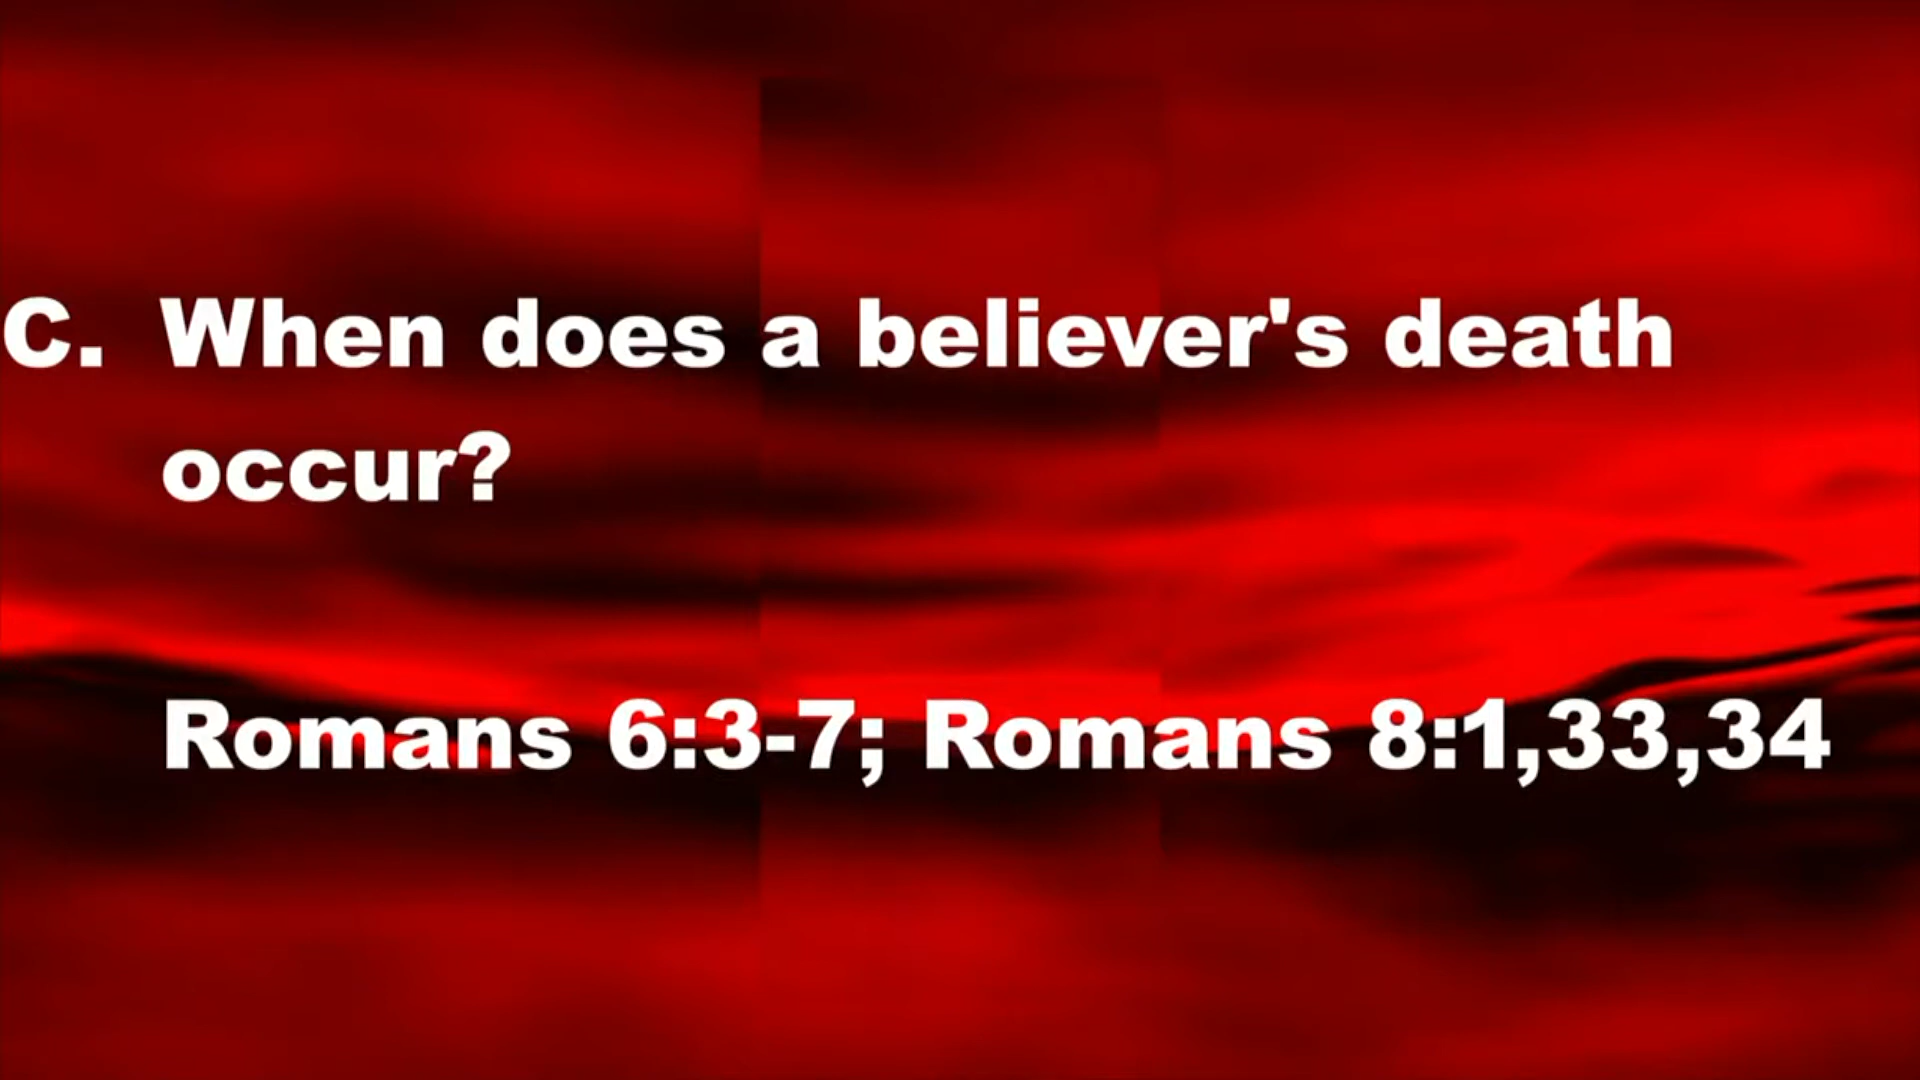 C. When does a believer's death
occur?
Romans 6:3-7; Romans 8:1,33,34